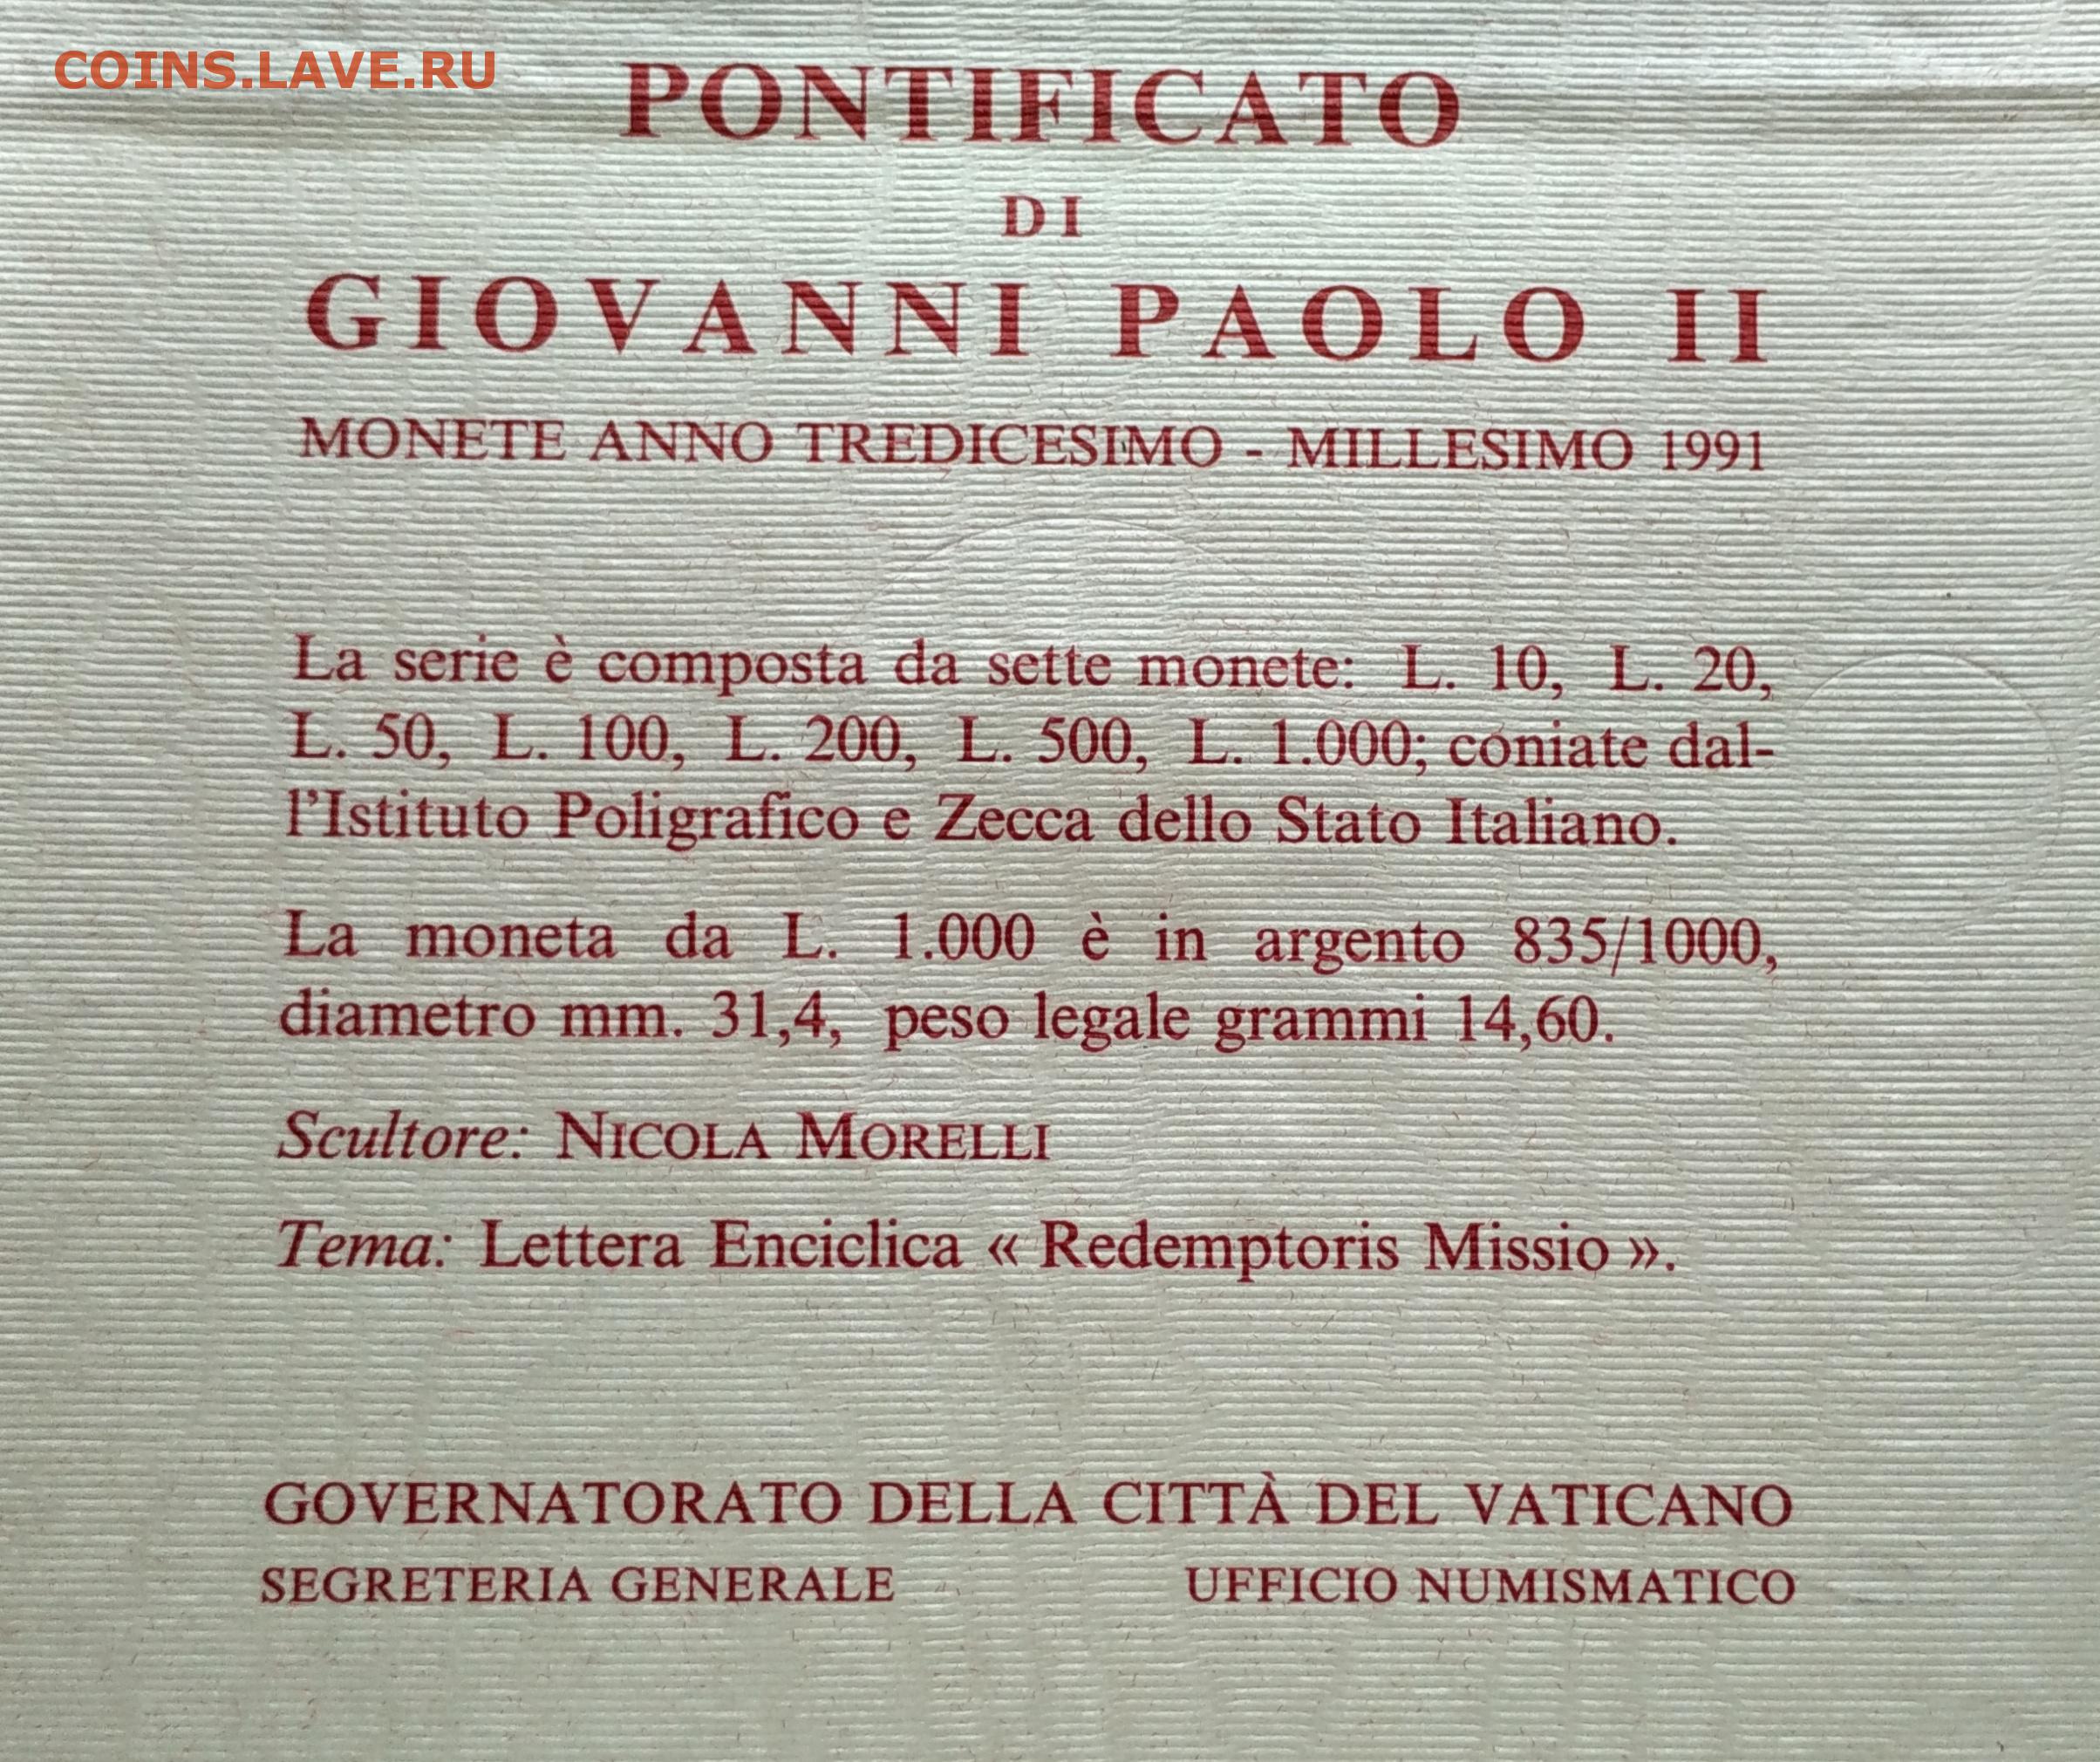 COINS.LAVE.RU
PONTIFICATO
DI
GIOVANNI PAOLO II
MONETE ANNO TREDICESIMO - MILLESIMO 1991
La serie è composta da sette monete: L. 10, L. 20,
L. 50, L. 100, L. 200, L. 500, L. 1.000; coniate dal-
l'Istituto Poligrafico e Zecca dello Stato Italiano.
La moneta da L. 1.000 è in argento 835/1000,
diametro mm. 31,4, peso legale grammi 14,60.
Scultore: NICOLA MORELLI
Tema: Lettera Enciclica « Redemptoris Missio ».
GOVERNATORATO DELLA CITTÀ DEL VATICANO
SEGRETERIA GENERALE UFFICIO NUMISMATICO